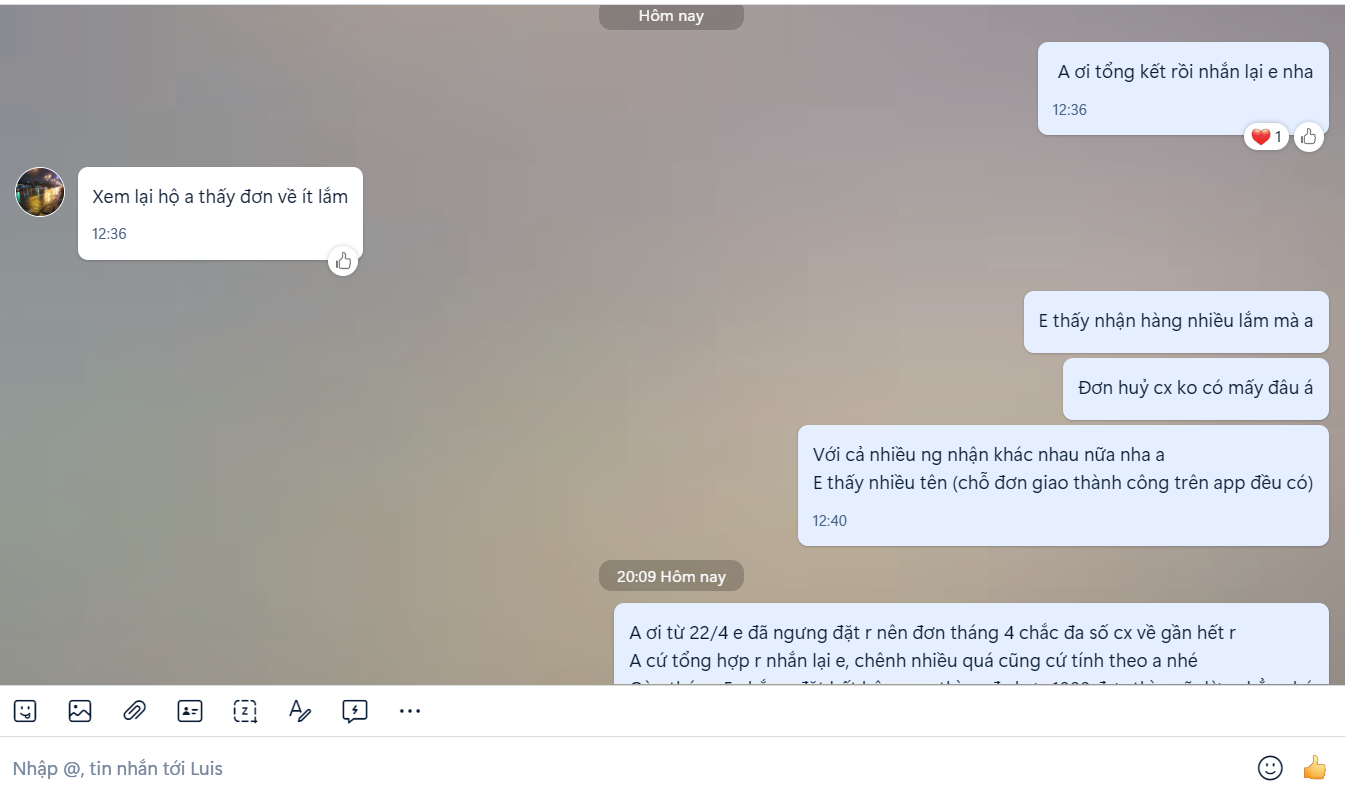 Hôm nay
A ơi tổng kết rồi nhắn lại e nha
12:36
1
Xem lại hộ a thấy đơn về ít lắm
12:36
E thấy nhận hàng nhiều lắm mà a
Đơn huỷ cx ko có mấy đâu á
Với cả nhiều ng nhận khác nhau nữa nha a
E thấy nhiều tên (chỗ đơn giao thành công trên app đều có)
12:40
20:09 Hôm nay
A ơi từ 22/4 e đã ngưng đặt r nên đơn tháng 4 chắc đa số cx về gần hết r
A cứ tổng hợp r nhắn lại e, chênh nhiều quá cũng cứ tính theo a nhé
Nhập @, tin nhắn tới Luis